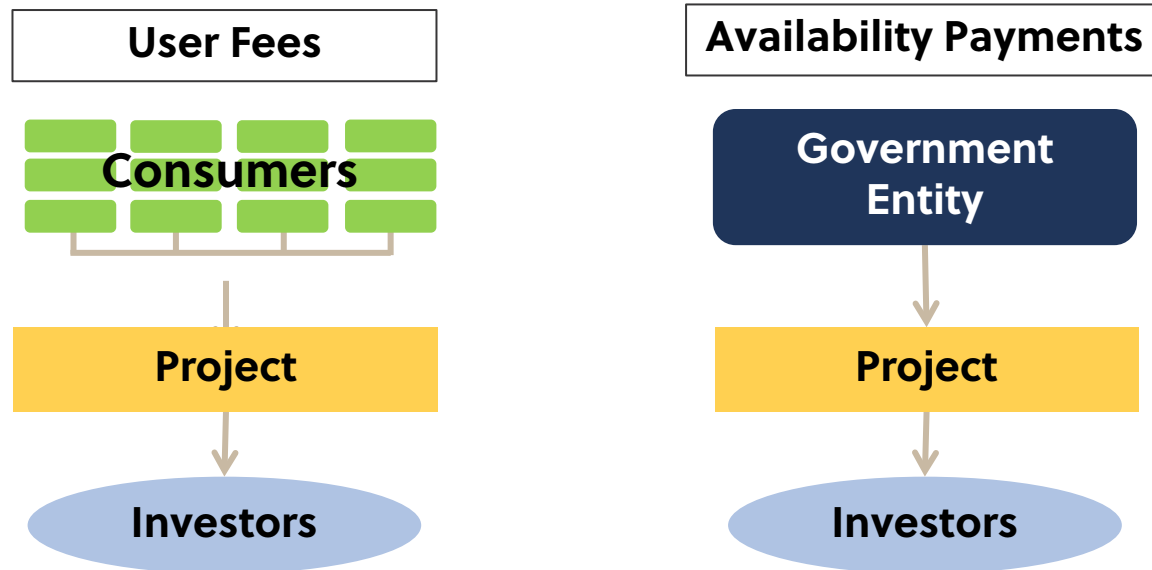 User Fees
Consumers
Project
Investors
Availability Payments
Government
Entity
Project
Investors